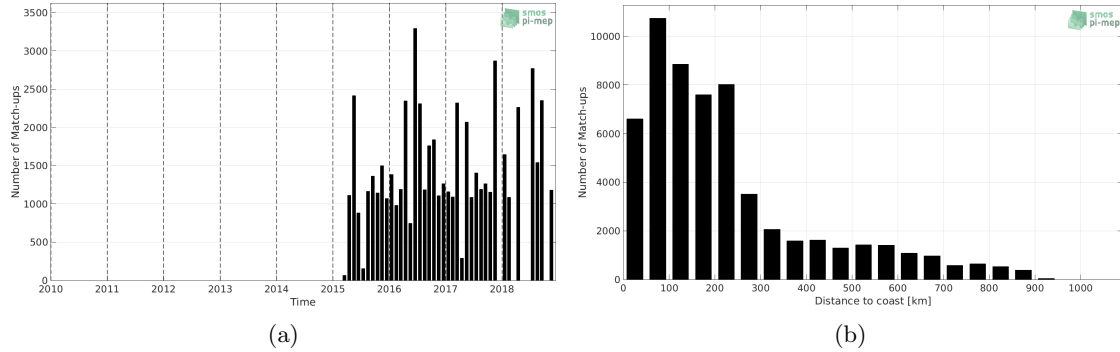 smos
pi-mep
Number of Match-ups
3500
3000
2500
2000
1500
1000
500
0
2010 2011 2012 2013 2014 2015 2016 2017 2018
Time
(a)
smos
pi-mep
Number of Match-ups
10000
8000
6000
4000
2000
0
0 100 200 300 400 500 600 700 800 900 1000
Distance to coast [km]
(b)